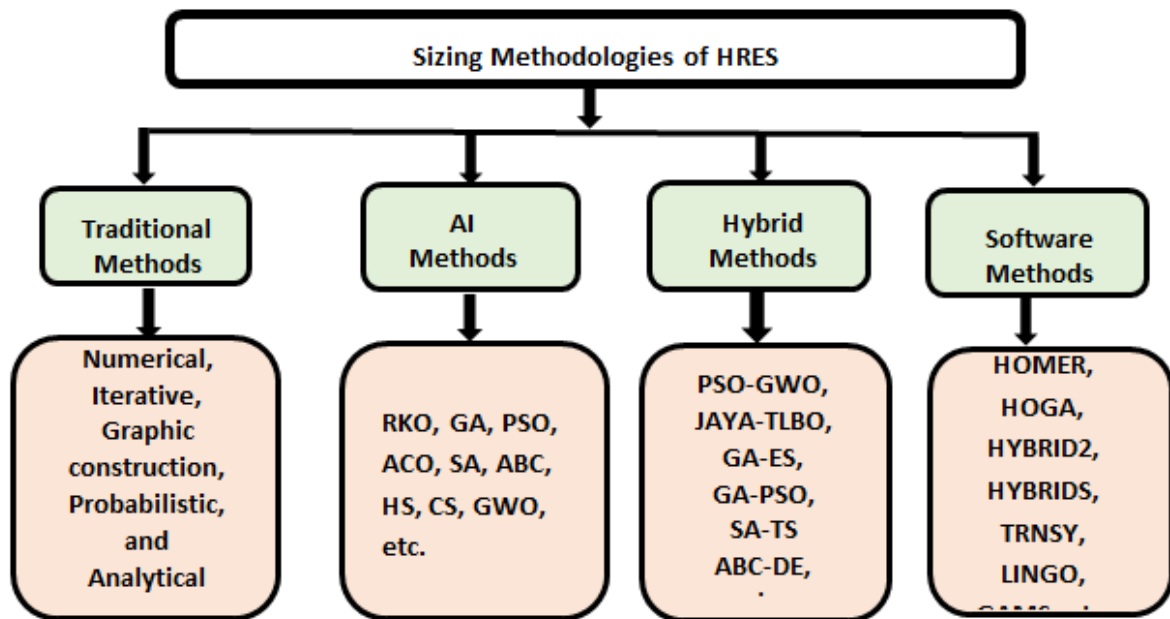 Sizing Methodologies of HRES
Traditional
Methods
AI
Methods
Hybrid
Methods
Software
Methods
Numerical,
Iterative,
Graphic
construction,
Probabilistic,
and
Analytical
RKO, GA, PSO,
ACO, SA, ABC,
HS, CS, GWO,
etc.
PSO-GWO,
JAYA-TLBO,
GA-ES,
GA-PSO,
SA-TS
ABC-DE,
HOMER,
HOGA,
HYBRID2,
HYBRIDS,
TRNSY,
LINGO,